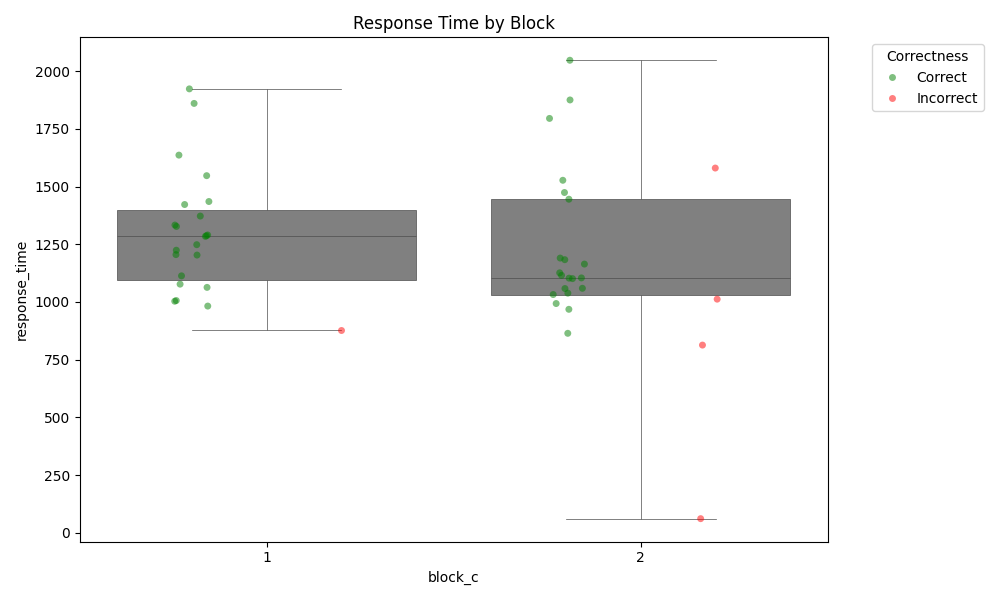 Response Time by Block
Correctness
Correct
Incorrect
2000
1750
1500
1250
1000
750
500
250
0
response_time
1
2
block_c